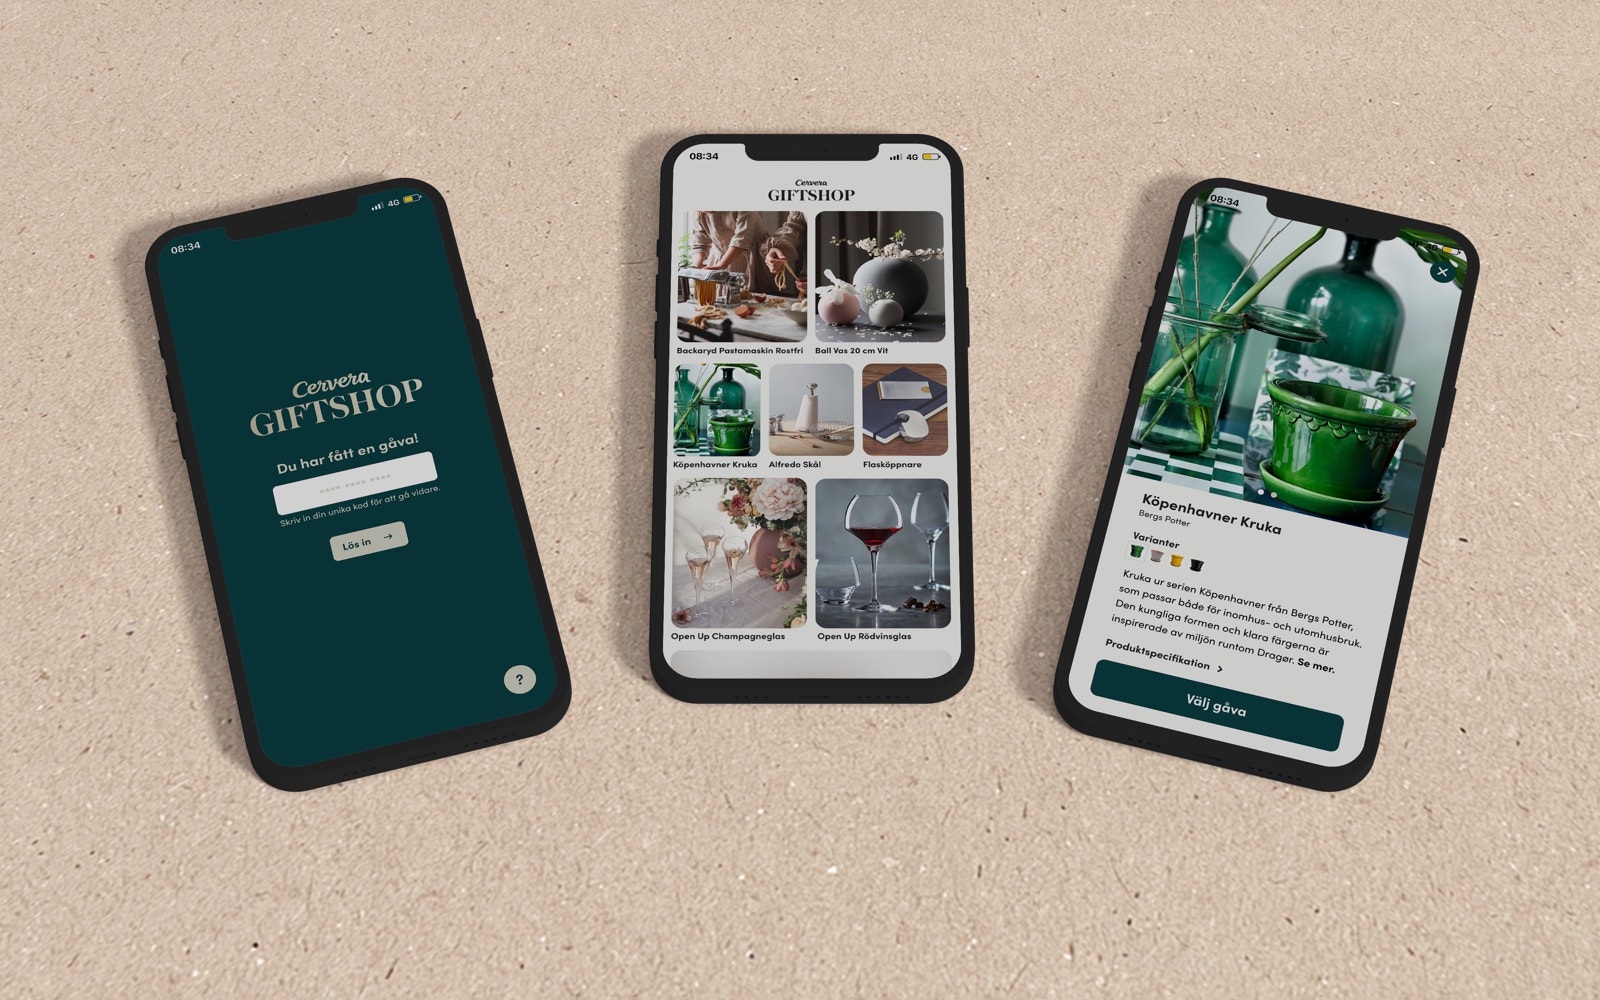 08:34
4G
Cervera
GIFTSHOP
Du har fått en gåva!
**** **** ****
Skriv in din unika kod för att gå vidare.
Lös in →
?
08:34
4G
Cervera
GIFTSHOP
Backaryd Pastamaskin Rostfri
Ball Vas 20 cm Vit
Köpenhavner Kruka
Alfredo Skål
Flasköppnare
Open Up Champagneglas
Open Up Rödvinsglas
08:34
4G
Köpenhavner Kruka
Bergs Potter
Varianter
Kruka ur serien Köpenhavner från Bergs Potter,
som passar både för inomhus- och utomhusbruk.
Den kungliga formen och klara färgerna är
inspirerade av miljön runtom Dragør. Se mer.
Produktspecifikation >
Välj gåva